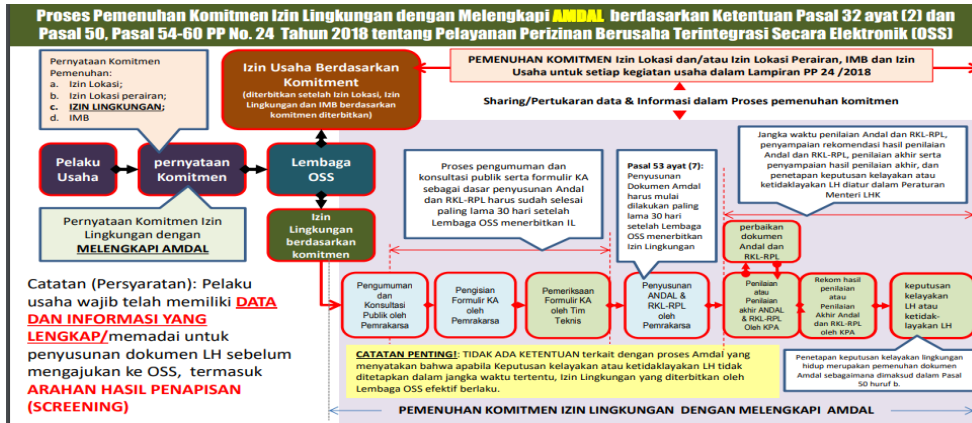 Proses Pemenuhan Komitmen Izin Lingkungan dengan Melengkapi AMDAL berdasarkan Ketentuan Pasal 32 ayat (2) dan
Pasal 50, Pasal 54-60 PP No. 24 Tahun 2018 tentang Pelayanan Perizinan Berusaha Terintegrasi Secara Elektronik (OSS)
Pernyataan Komitmen
Pemenuhan:
a. Izin Lokasi;
b. Izin Lokasi perairan;
c. IZIN LINGKUNGAN;
d. IMB
Izin Usaha Berdasarkan
Komitment
(diterbitkan setelah Izin Lokasi, Izin
Lingkungan dan IMB berdasarkan
komitmen diterbitkan)
PEMENUHAN KOMITMEN Izin Lokasi dan/atau Izin Lokasi Perairan, IMB dan Izin
Usaha untuk setiap kegiatan usaha dalam Lampiran PP 24 /2018
Sharing/Pertukaran data & Informasi dalam Proses pemenuhan komitmen
Pelaku
Usaha
pernyataan
Komitmen
Lembaga
OSS
Proses pengumuman dan
konsultasi publik serta formulir KA
sebagai dasar penyusunan Andal
dan RKL-RPL harus sudah selesai
paling lama 30 hari setelah
Lembaga OSS menerbitkan IL
Pasal 53 ayat (7):
Penyusunan
Dokumen Amdal
harus mulai
dilakukan paling
lama 30 hari
setelah Lembaga
OSS menerbitkan
Izin Lingkungan
Jangka waktu penilaian Andal dan RKL-RPL,
penyampaian rekomendasi hasil penilaian
Andal dan RKL-RPL, penilaian akhir serta
penyampaian hasil penilaian akhir, dan
penetapan keputusan kelayakan atau
ketidaklayakan LH diatur dalam Peraturan
Menteri LHK
Pernyataan Komitmen Izin
Lingkungan dengan
MELENGKAPI AMDAL
Izin
Lingkungan
berdasarkan
komitmen
perbaikan
dokumen
Andal dan
RKL-RPL
Catatan (Persyaratan): Pelaku
usaha wajib telah memiliki DATA
DAN INFORMASI YANG
LENGKAP/memadai untuk
penyusunan dokumen LH sebelum
mengajukan ke OSS, termasuk
ARAHAN HASIL PENAPISAN
(SCREENING)
Pengumuman
dan
Konsultasi
Publik oleh
Pemrakarsa
Pengisian
Formulir KA
oleh
Pemrakarsa
Pemeriksaan
Formulir KA
oleh Tim
Teknis
Penyusunan
ANDAL &
RKL-RPL
oleh
Pemrakarsa
Penilaian
atau
Penilaian
akhir ANDAL
& RKL-RPL
Oleh KPA
Rekom hasil
penilaian
atau
Penilaian
Akhir Andal
dan RKL-RPL
oleh KPA
keputusan
kelayakan
LH atau
ketidak-
layakan LH
CATATAN PENTING!: TIDAK ADA KETENTUAN terkait dengan proses Amdal yang
menyatakan bahwa apabila Keputusan kelayakan atau ketidaklayakan LH tidak
ditetapkan dalam jangka waktu tertentu, Izin Lingkungan yang diterbitkan oleh
Lembaga OSS efektif berlaku.
Penetapan keputusan kelayakan lingkungan
hidup merupakan pemenuhan dokumen
Amdal sebagaimana dimaksud dalam Pasal
50 huruf b.
PEMENUHAN KOMITMEN IZIN LINGKUNGAN DENGAN MELENGKAPI AMDAL